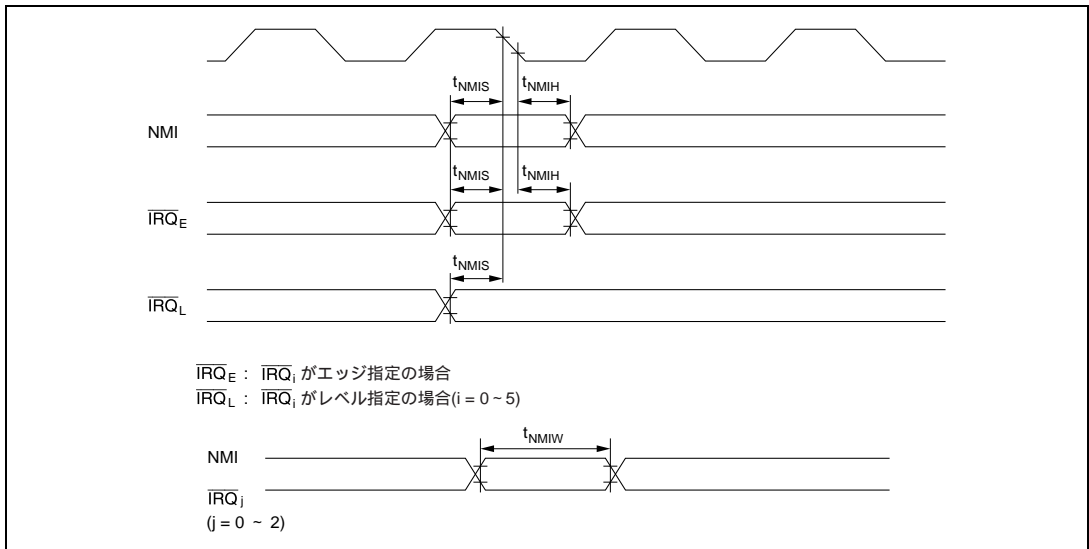 tNMIS tNMIH
NMI
tNMIS tNMIH
IRQE
tNMIS
IRQL
IRQE : IRQi がエッジ指定の場合
IRQL : IRQi がレベル指定の場合(i = 0 ~ 5)
tNMIW
NMI
IRQj
(j = 0 ~ 2)